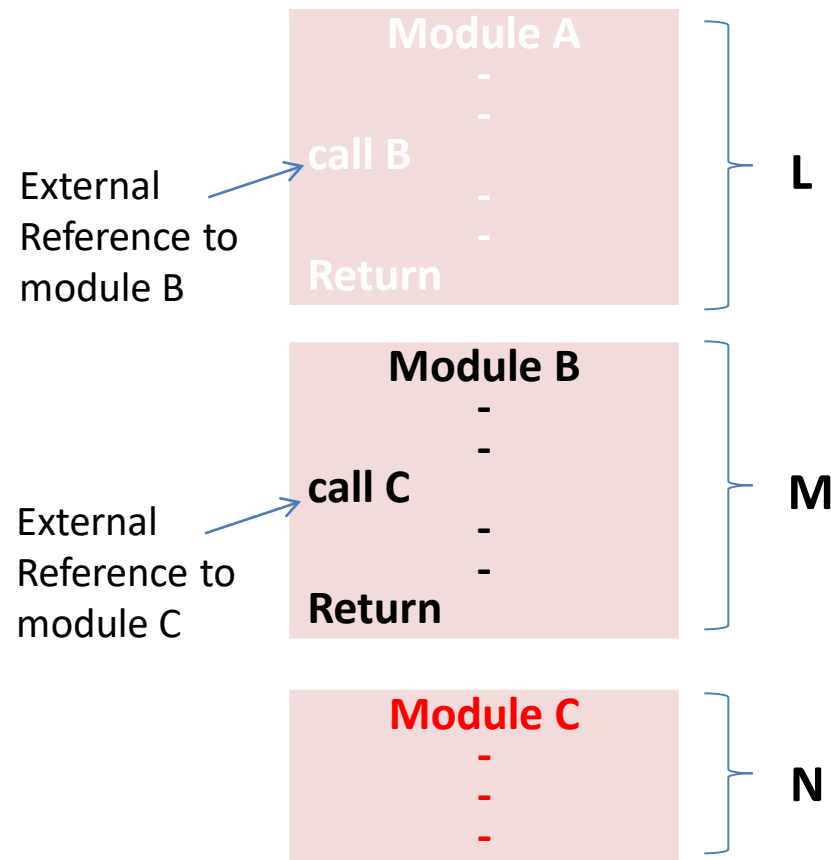 Module A
-
-
call B
-
-
Return
L
External
Reference to
module B
Module B
-
-
call C
-
-
Return
M
External
Reference to
module C
Module C
-
-
-
N